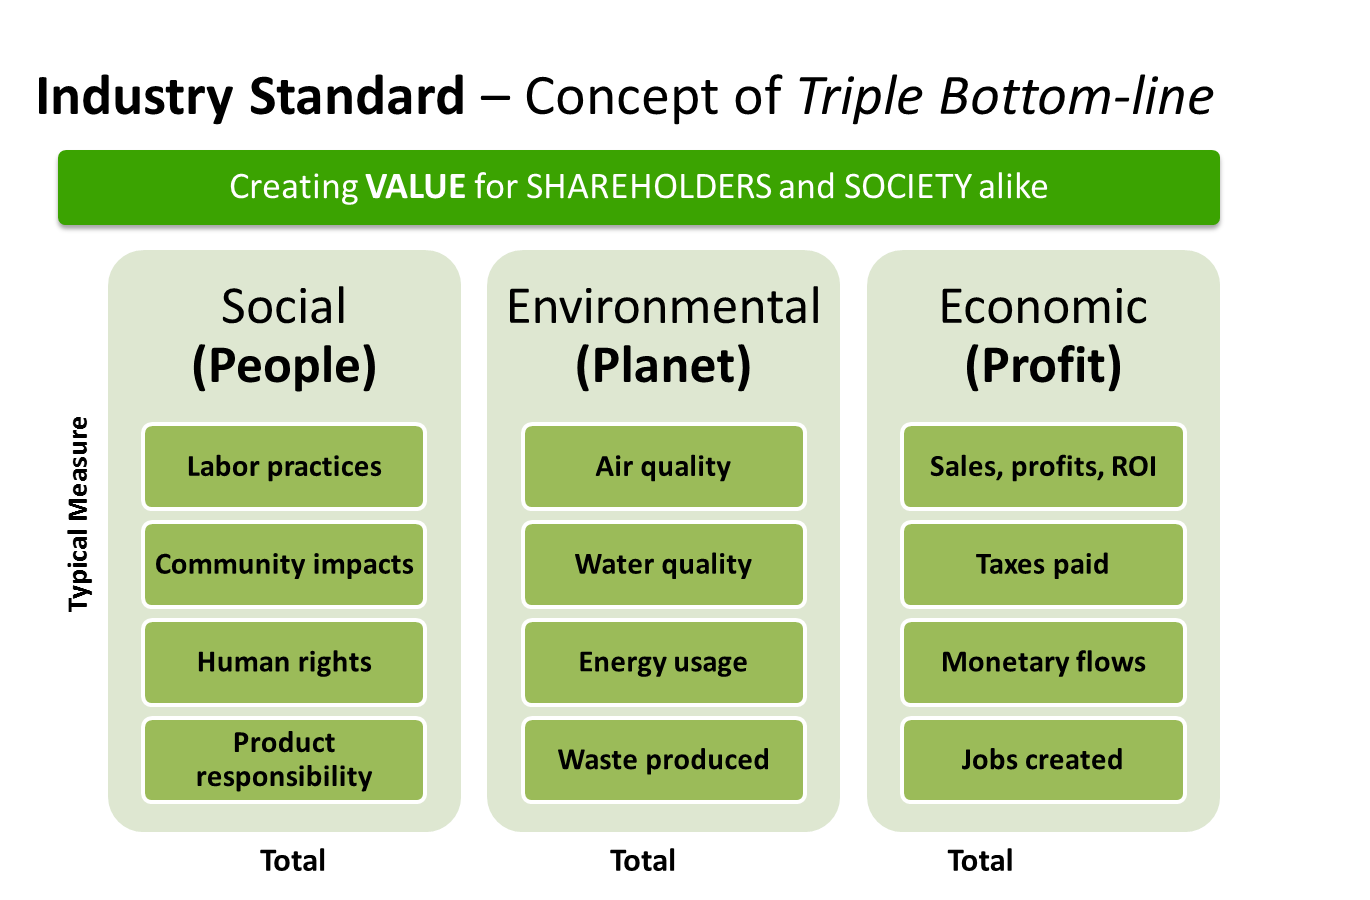 Industry Standard – Concept of Triple Bottom-line
Creating VALUE for SHAREHOLDERS and SOCIETY alike
Social
(People)
Environmental
(Planet)
Economic
(Profit)
Typical Measure
Labor practices
Community impacts
Human rights
Product
responsibility
Air quality
Water quality
Energy usage
Waste produced
Sales, profits, ROI
Taxes paid
Monetary flows
Jobs created
Total
Total
Total